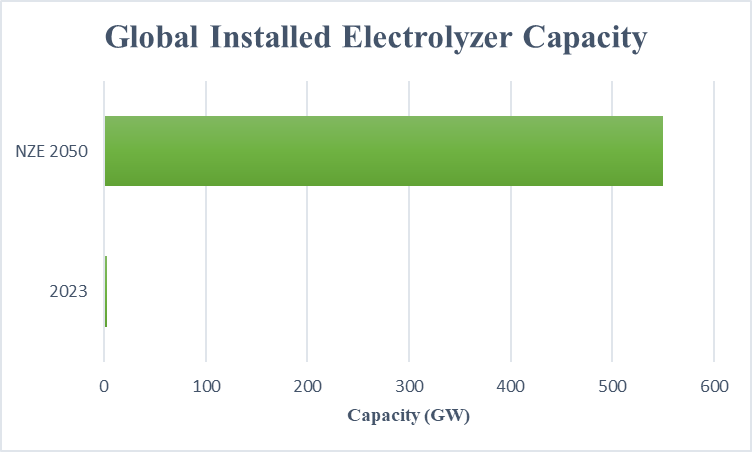 Global Installed Electrolyzer Capacity
NZE 2050
2023
0 100 200 300 400 500 600
Capacity (GW)